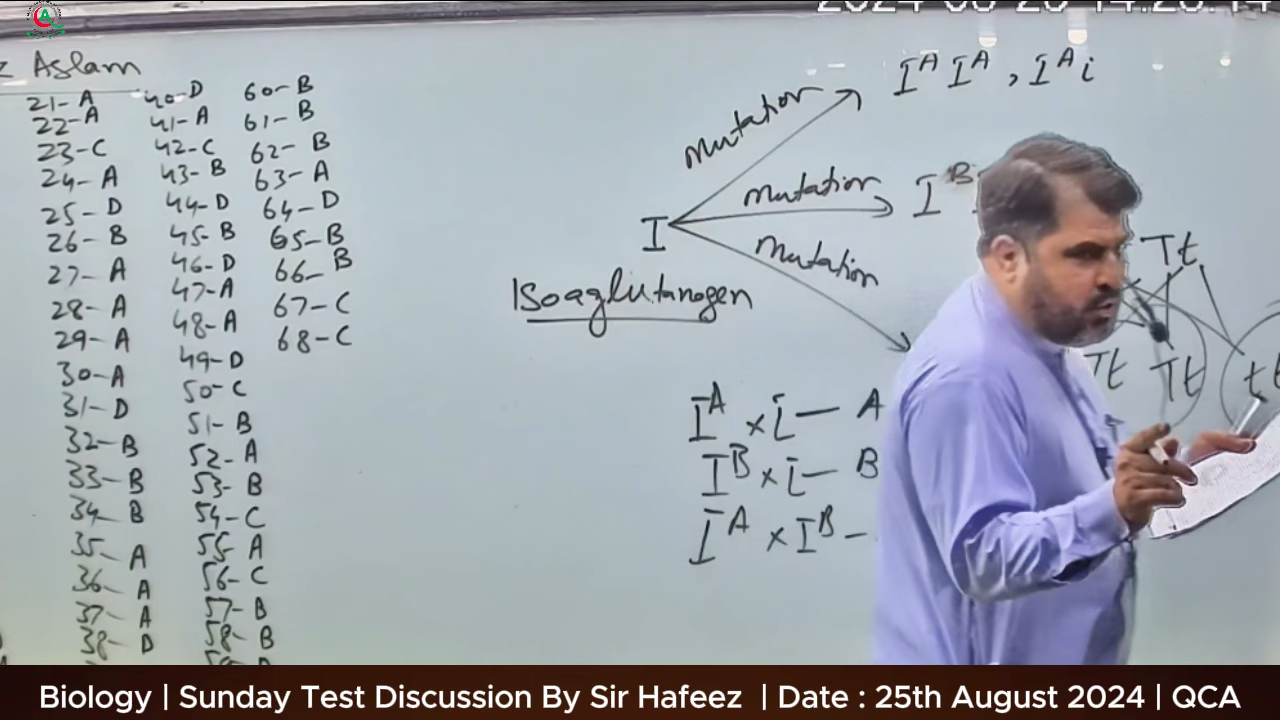 Aslam
21-A
22-A
23-C
24-A
25-D
26-B
27-A
28-A
29-A
30-A
31-D
32-B
33-B
34-B
35-A
36-A
37-A
38-D
40-D
41-A
42-C
43-B
44-D
45-B
46-D
47-A
48-A
49-D
50-C
51-B
52-A
53-B
54-C
55-A
56-C
57-B
58-B
60-B
61-B
62-B
63-A
64-D
65-B
66-B
67-C
68-C
I
Isoaglutanogen
Mutation
I^A I^A, I^A i
Mutation
I^B
Mutation
I^A × i — A
I^B × i — B
I^A × I^B —
Tt
Tt Tt
Biology | Sunday Test Discussion By Sir Hafeez | Date : 25th August 2024 | QCA